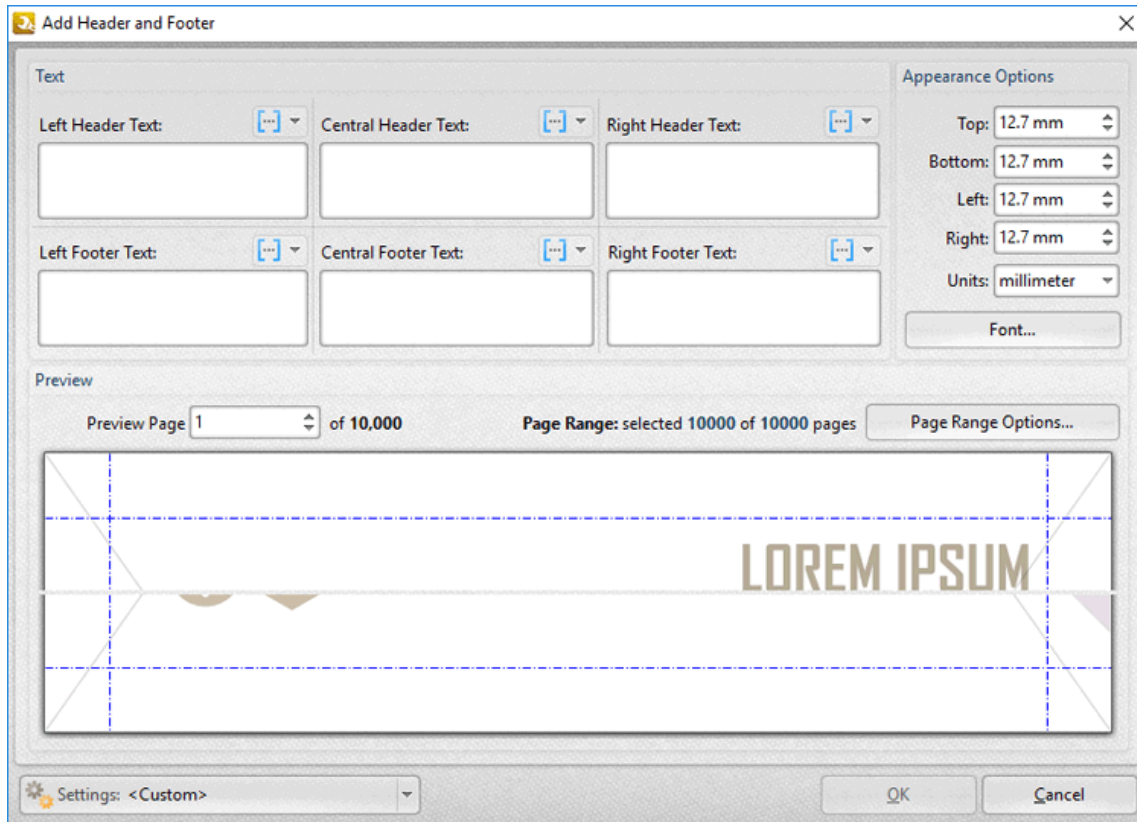 Add Header and Footer
Text
Appearance Options
Left Header Text:
Central Header Text:
Right Header Text:
Top: 12.7 mm
Bottom: 12.7 mm
Left: 12.7 mm
Left Footer Text:
Central Footer Text:
Right Footer Text:
Right: 12.7 mm
Units: millimeter
Font...
Preview
Preview Page 1 of 10,000
Page Range: selected 10000 of 10000 pages
Page Range Options...
LOREM IPSUM
Settings: <Custom>
OK
Cancel